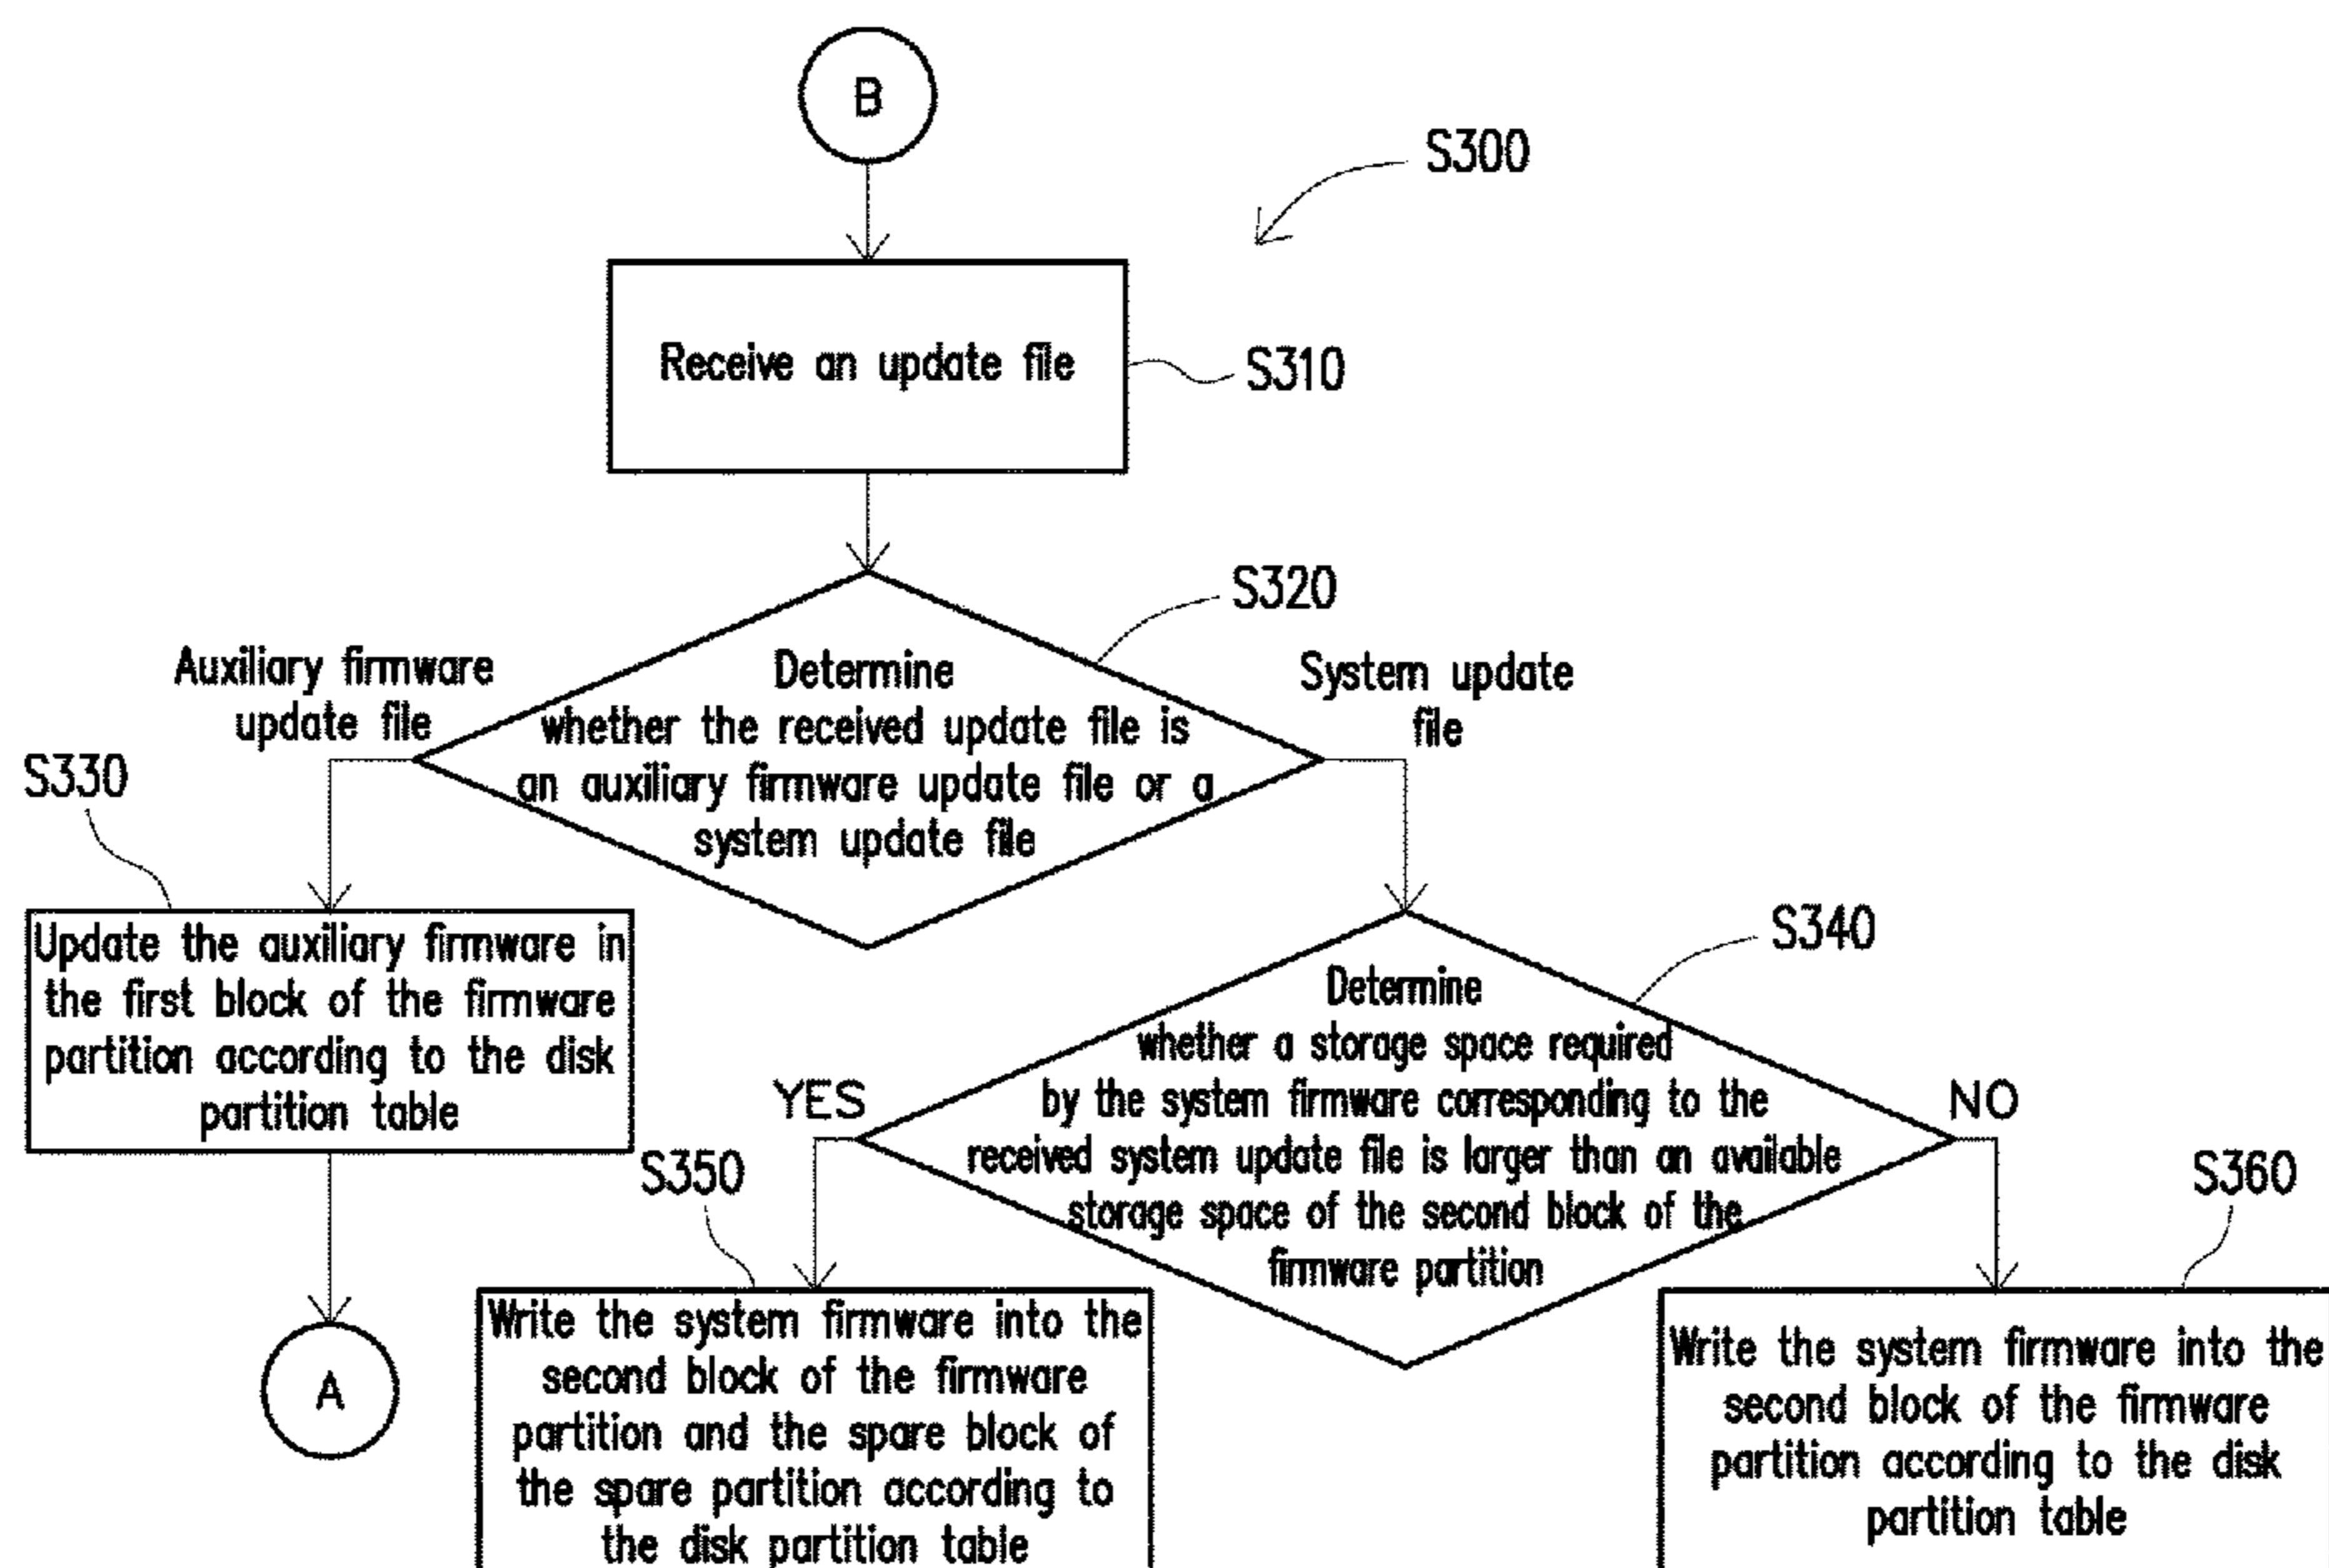 B
S300
Receive an update file
S310
S320
Auxiliary firmware
update file
Determine
whether the received update file is
an auxiliary firmware update file or a
system update file
System update
file
S330
Update the auxiliary firmware in
the first block of the firmware
partition according to the disk
partition table
A
S340
Determine
whether a storage space required
by the system firmware corresponding to the
received system update file is larger than an available
storage space of the second block of the
firmware partition
YES
NO
S350
Write the system firmware into the
second block of the firmware
partition and the spare block of
the spare partition according to
the disk partition table
S360
Write the system firmware into the
second block of the firmware
partition according to the disk
partition table